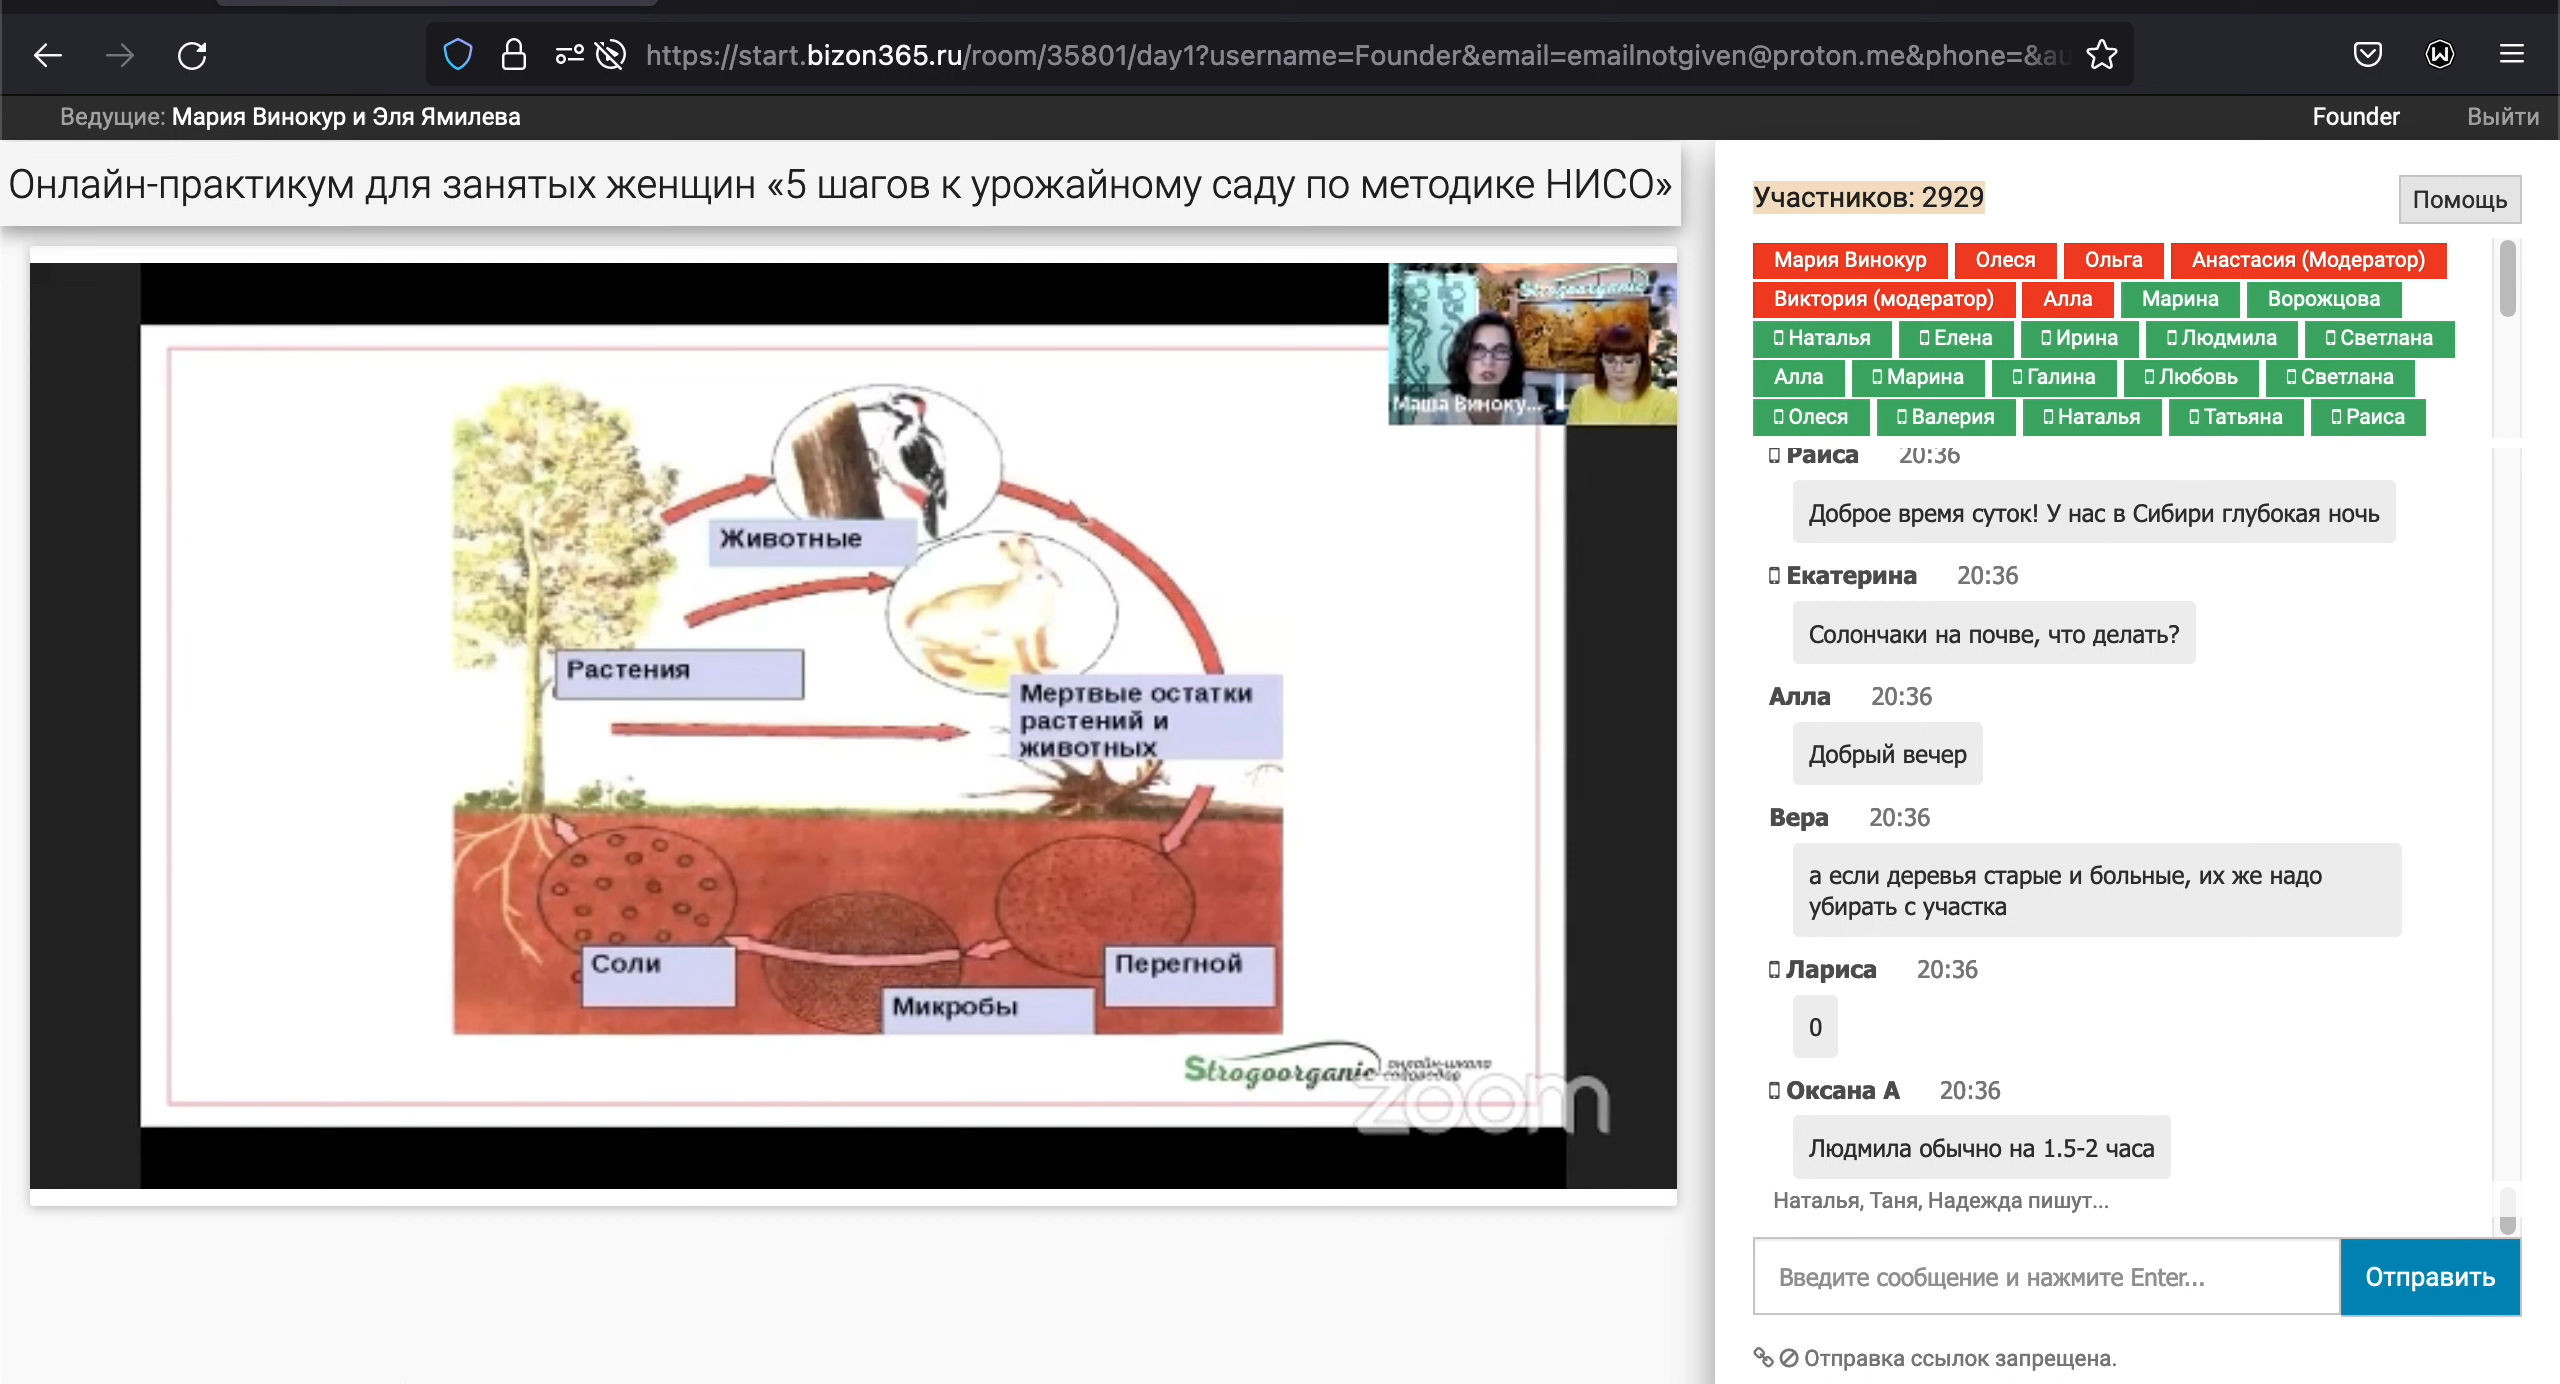 https://start.bizon365.ru/room/35801/day1?username=Founder&email=emailnotgiven@proton.me&phone=&au
Ведущие: Мария Винокур и Эля Ямилева
Founder
Выйти
Онлайн-практикум для занятых женщин «5 шагов к урожайному саду по методике НИСО»
Strogoorganic
Маша Виноку...
Животные
Растения
Мертвые остатки
растений и
животных
Соли
Микробы
Перегной
Strogoorganic онлайн-школа
садоводов
zoom
Участников: 2929
Помощь
Мария Винокур Олеся Ольга Анастасия (Модератор)
Виктория (модератор) Алла Марина Ворожцова
Наталья Елена Ирина Людмила Светлана
Алла Марина Галина Любовь Светлана
Олеся Валерия Наталья Татьяна Раиса
Раиса 20:36
Доброе время суток! У нас в Сибири глубокая ночь
Екатерина 20:36
Солончаки на почве, что делать?
Алла 20:36
Добрый вечер
Вера 20:36
а если деревья старые и больные, их же надо
убирать с участка
Лариса 20:36
0
Оксана А 20:36
Людмила обычно на 1.5-2 часа
Наталья, Таня, Надежда пишут...
Введите сообщение и нажмите Enter...
Отправить
Отправка ссылок запрещена.